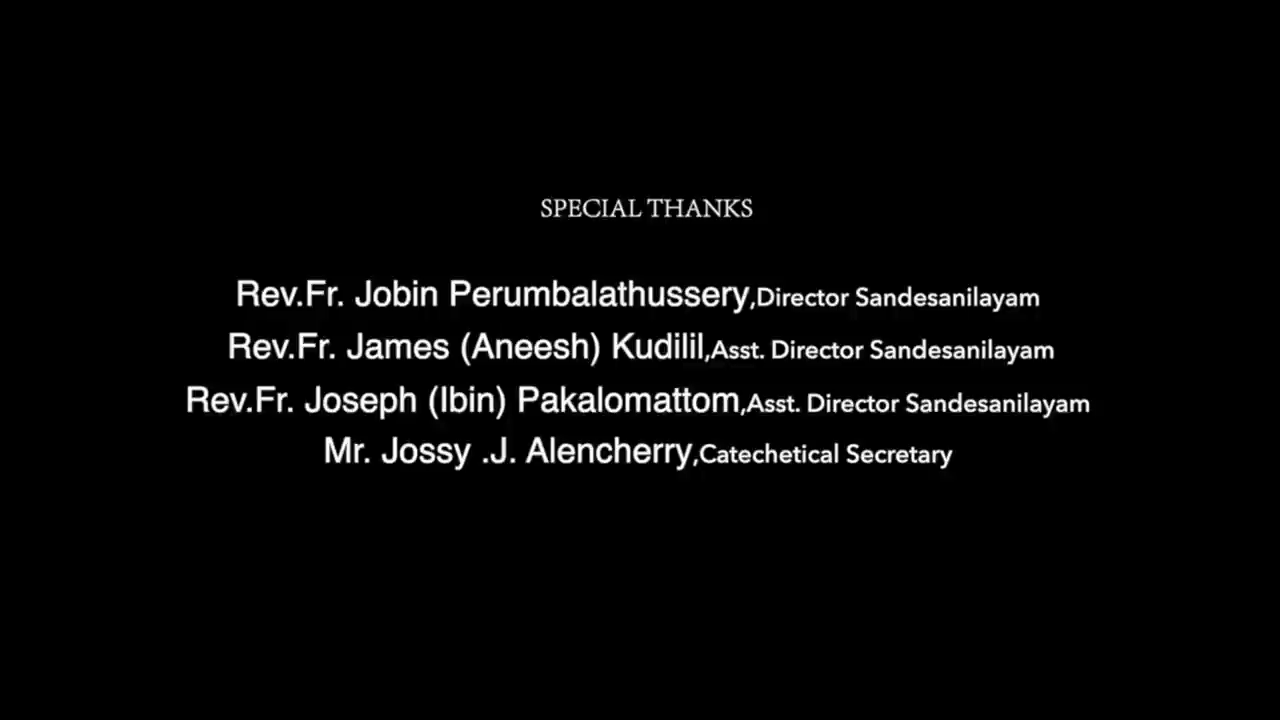 SPECIAL THANKS
Rev.Fr. Jobin Perumbalathussery,Director Sandesanilayam
Rev.Fr. James (Aneesh) Kudilil,Asst. Director Sandesanilayam
Rev.Fr. Joseph (Ibin) Pakalomattom,Asst. Director Sandesanilayam
Mr. Jossy .J. Alencherry,Catechetical Secretary